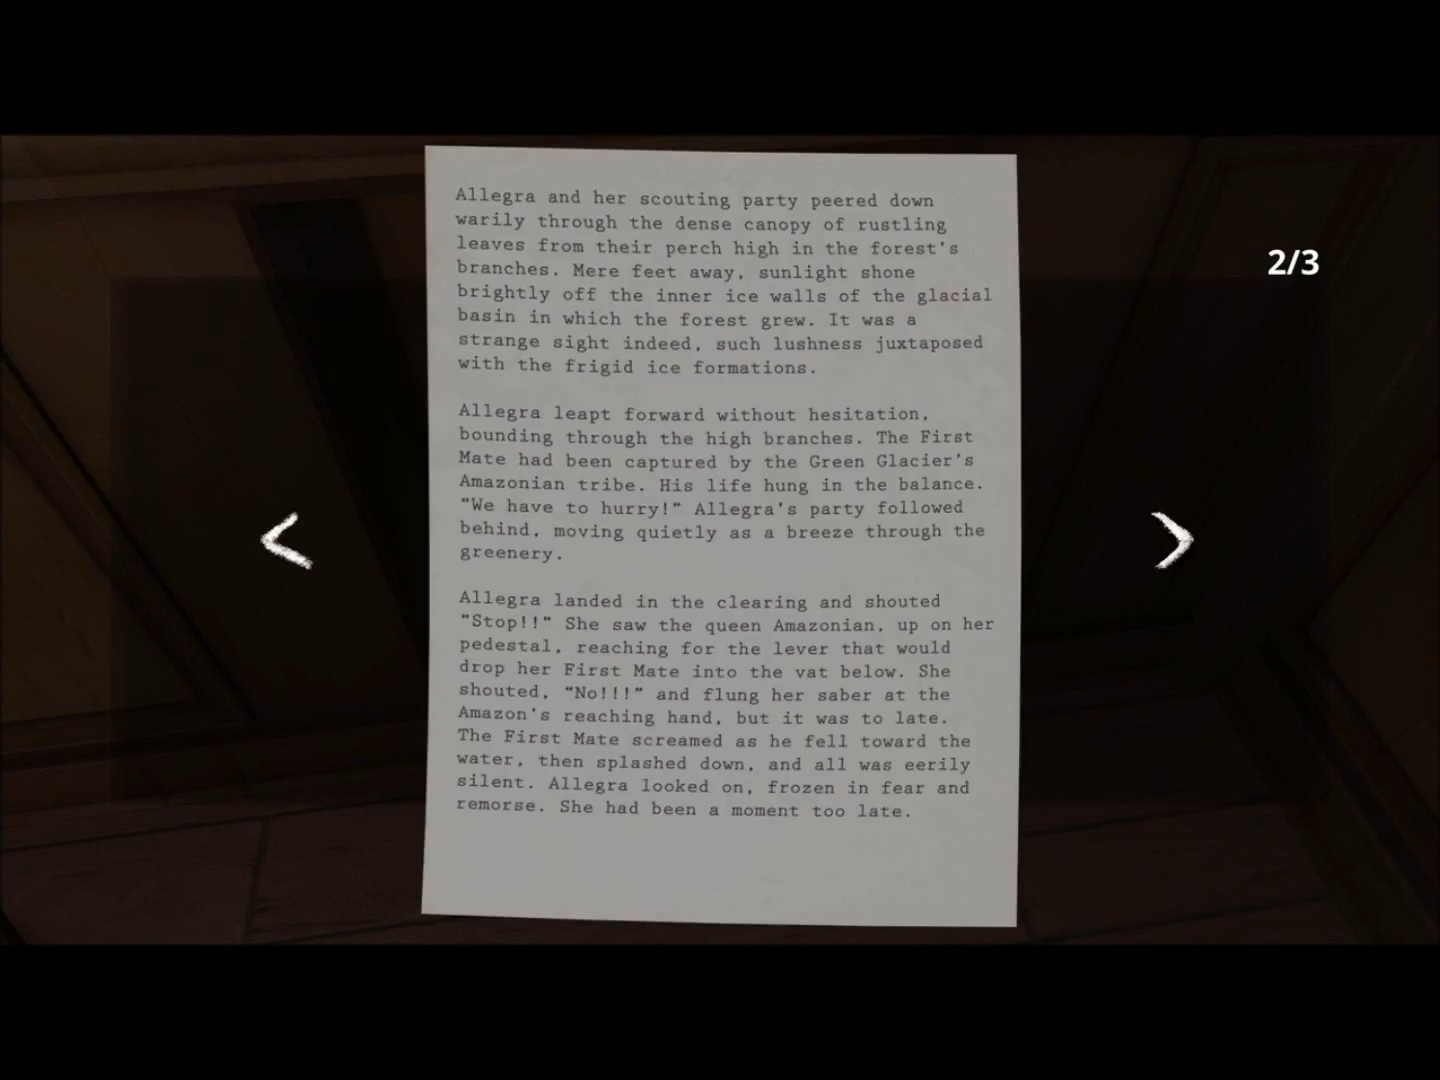 Allegra and her scouting party peered down
warily through the dense canopy of rustling
leaves from their perch high in the forest's
branches. Mere feet away, sunlight shone
brightly off the inner ice walls of the glacial
basin in which the forest grew. It was a
strange sight indeed, such lushness juxtaposed
with the frigid ice formations.
Allegra leapt forward without hesitation,
bounding through the high branches. The First
Mate had been captured by the Green Glacier's
Amazonian tribe. His life hung in the balance.
“We have to hurry!” Allegra's party followed
behind, moving quietly as a breeze through the
greenery.
Allegra landed in the clearing and shouted
“Stop!!” She saw the queen Amazonian, up on her
pedestal, reaching for the lever that would
drop her First Mate into the vat below. She
shouted, “No!!!” and flung her saber at the
Amazon's reaching hand, but it was to late.
The First Mate screamed as he fell toward the
water, then splashed down, and all was eerily
silent. Allegra looked on, frozen in fear and
remorse. She had been a moment too late.
2/3